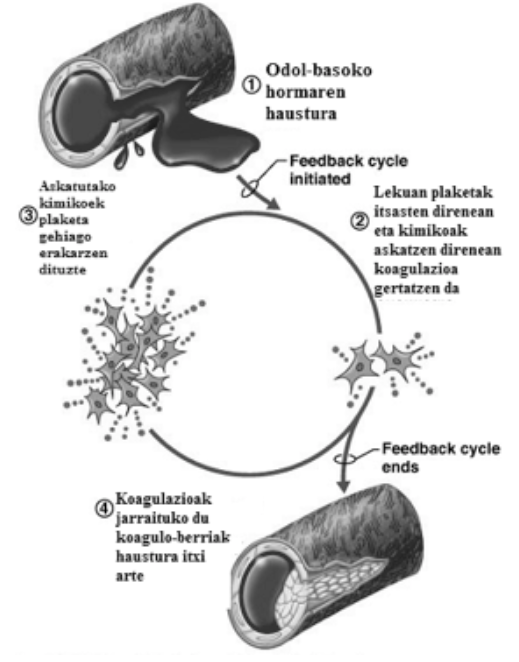 ① Odol-basoko
hormaren
haustura
Feedback cycle
initiated
② Lekuan plaketak
itsasten direnean
eta kimikoak
askatzen direnean
koagulazioa
gertatzen da
③ Askatutako
kimikoek
plaketa
gehiago
erakarzen
dituzte
Feedback cycle
ends
④ Koagulazioak
jarraituko du
koagulo-berriak
haustura itxi
arte